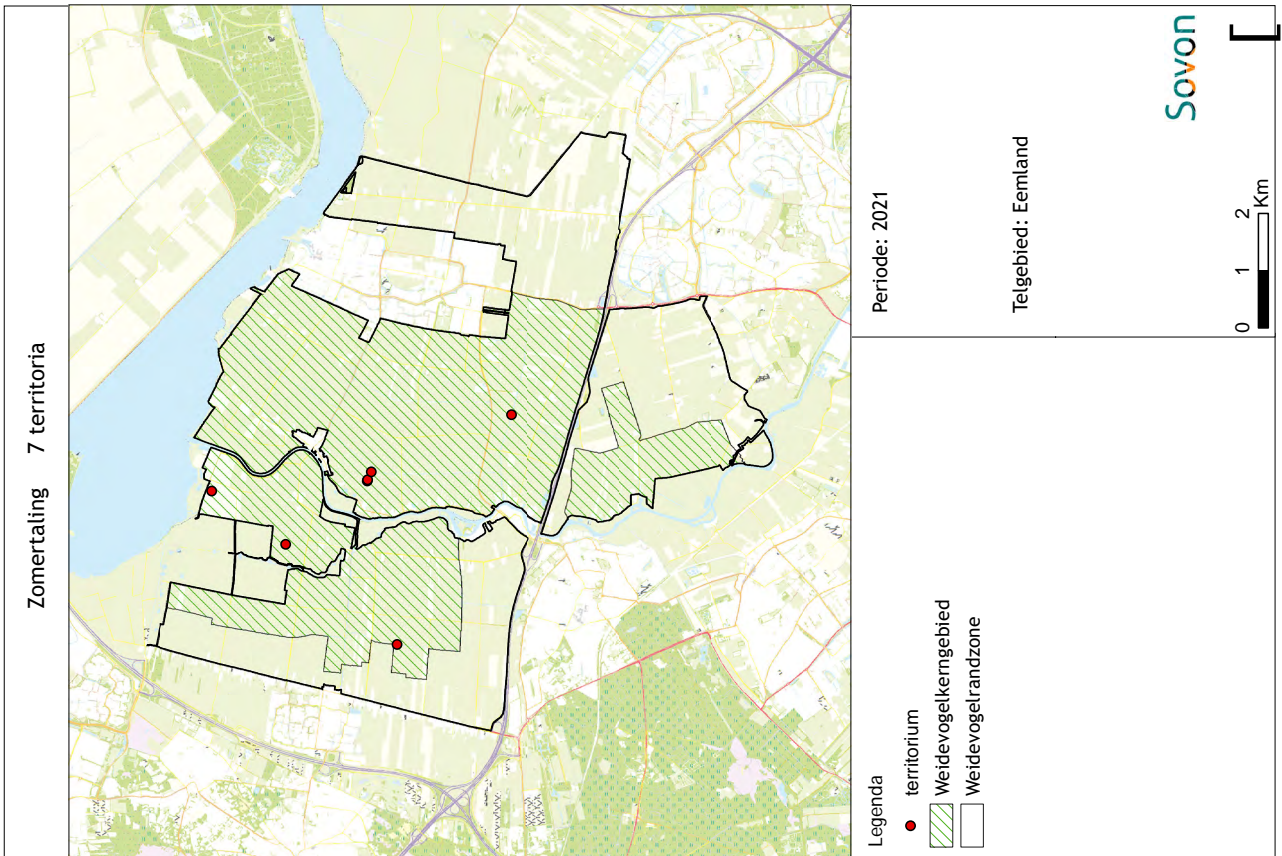 Zomertaling 7 territoria
Legenda
territorium
Weidevogelkerngebied
Weidevogelrandzone
Periode: 2021
Telgebied: Eemland
0 1 2
Km
Sovon